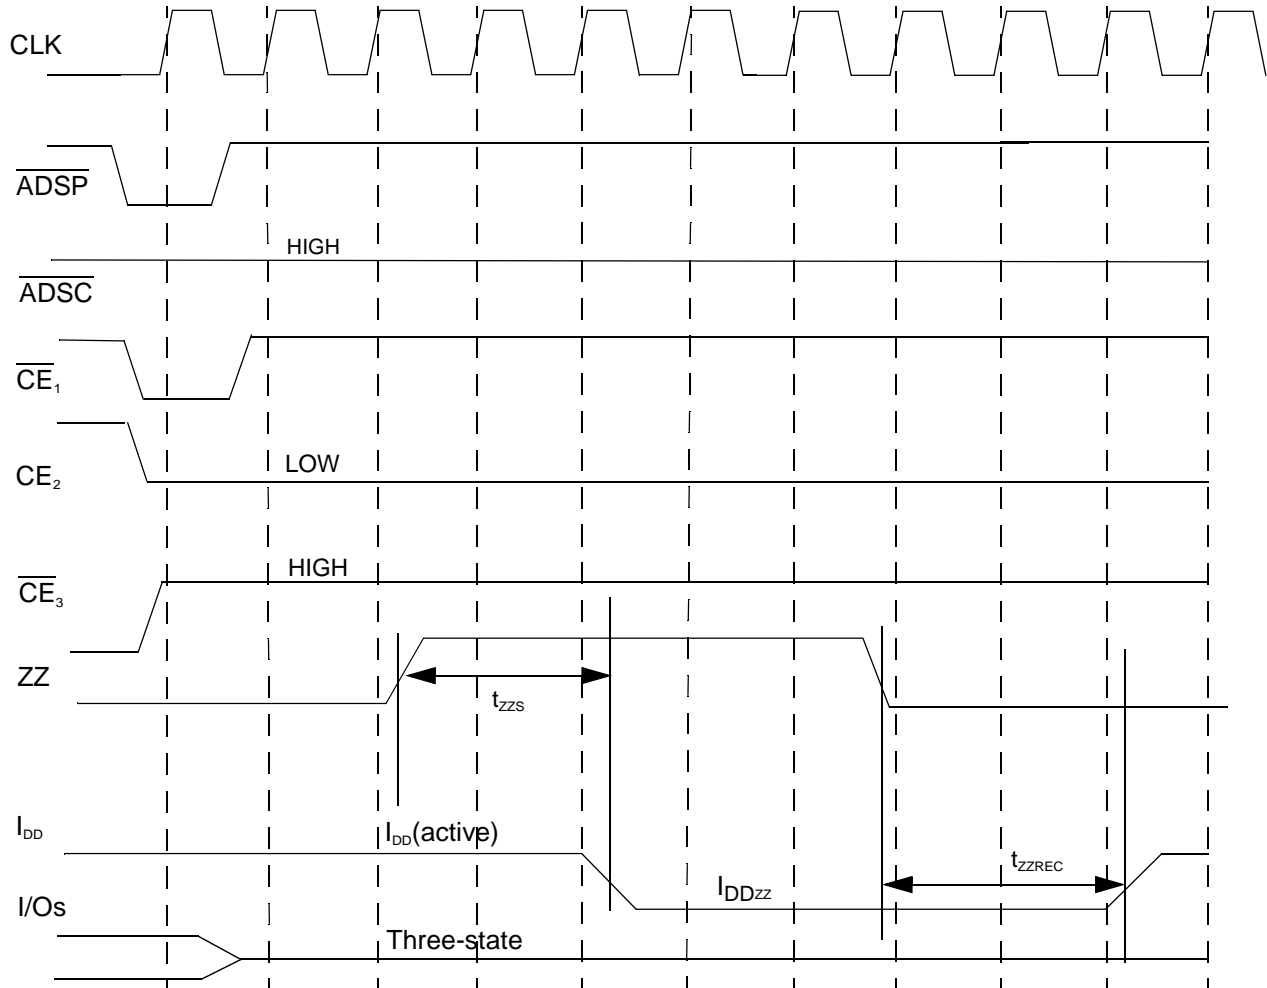 CLK
ADSP
HIGH
ADSC
CE1
LOW
CE2
HIGH
CE3
ZZ
tZZS
IDD
IDD(active)
tZZREC
IDDZZ
I/Os
Three-state